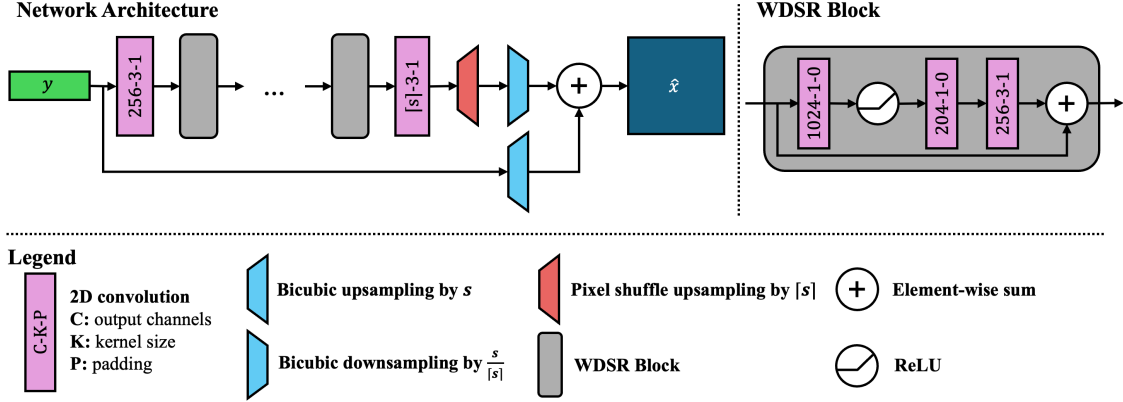 Network Architecture
WDSR Block
y
256-3-1
...
⌈s⌉-3-1
+
x̂
1024-1-0
204-1-0
256-3-1
+
Legend
C-K-P
2D convolution
C: output channels
K: kernel size
P: padding
Bicubic upsampling by s
Bicubic downsampling by s/⌈s⌉
Pixel shuffle upsampling by ⌈s⌉
WDSR Block
+
Element-wise sum
ReLU